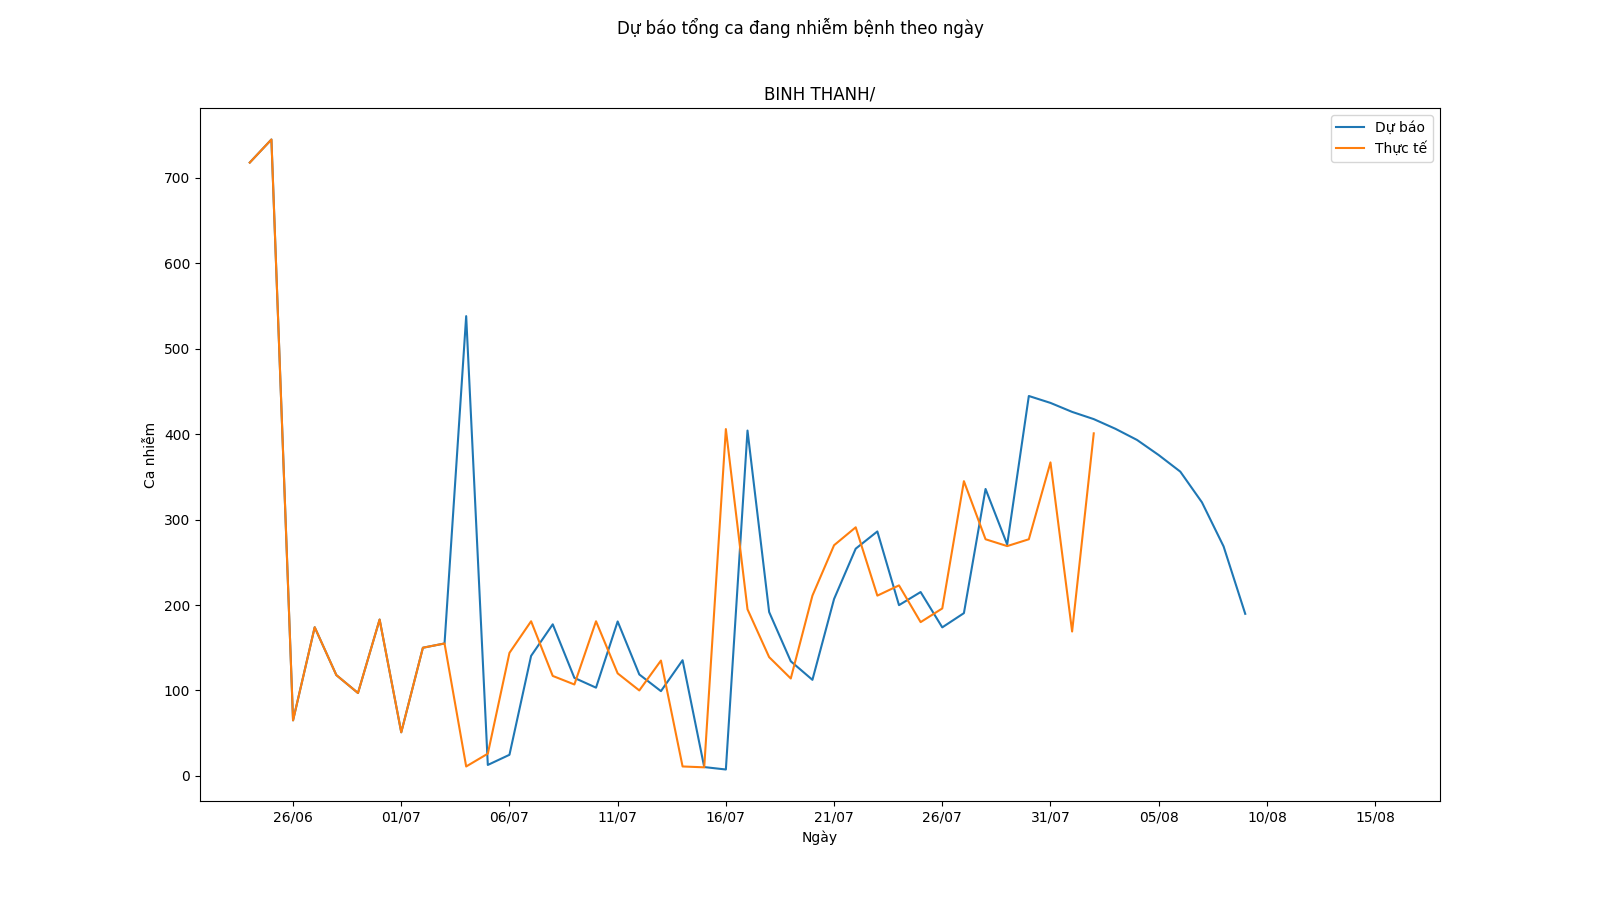 Dự báo tổng ca đang nhiễm bệnh theo ngày
BINH THANH/
Dự báo
Thực tế
700
600
500
400
300
200
100
0
Ca nhiễm
26/06 01/07 06/07 11/07 16/07 21/07 26/07 31/07 05/08 10/08 15/08
Ngày